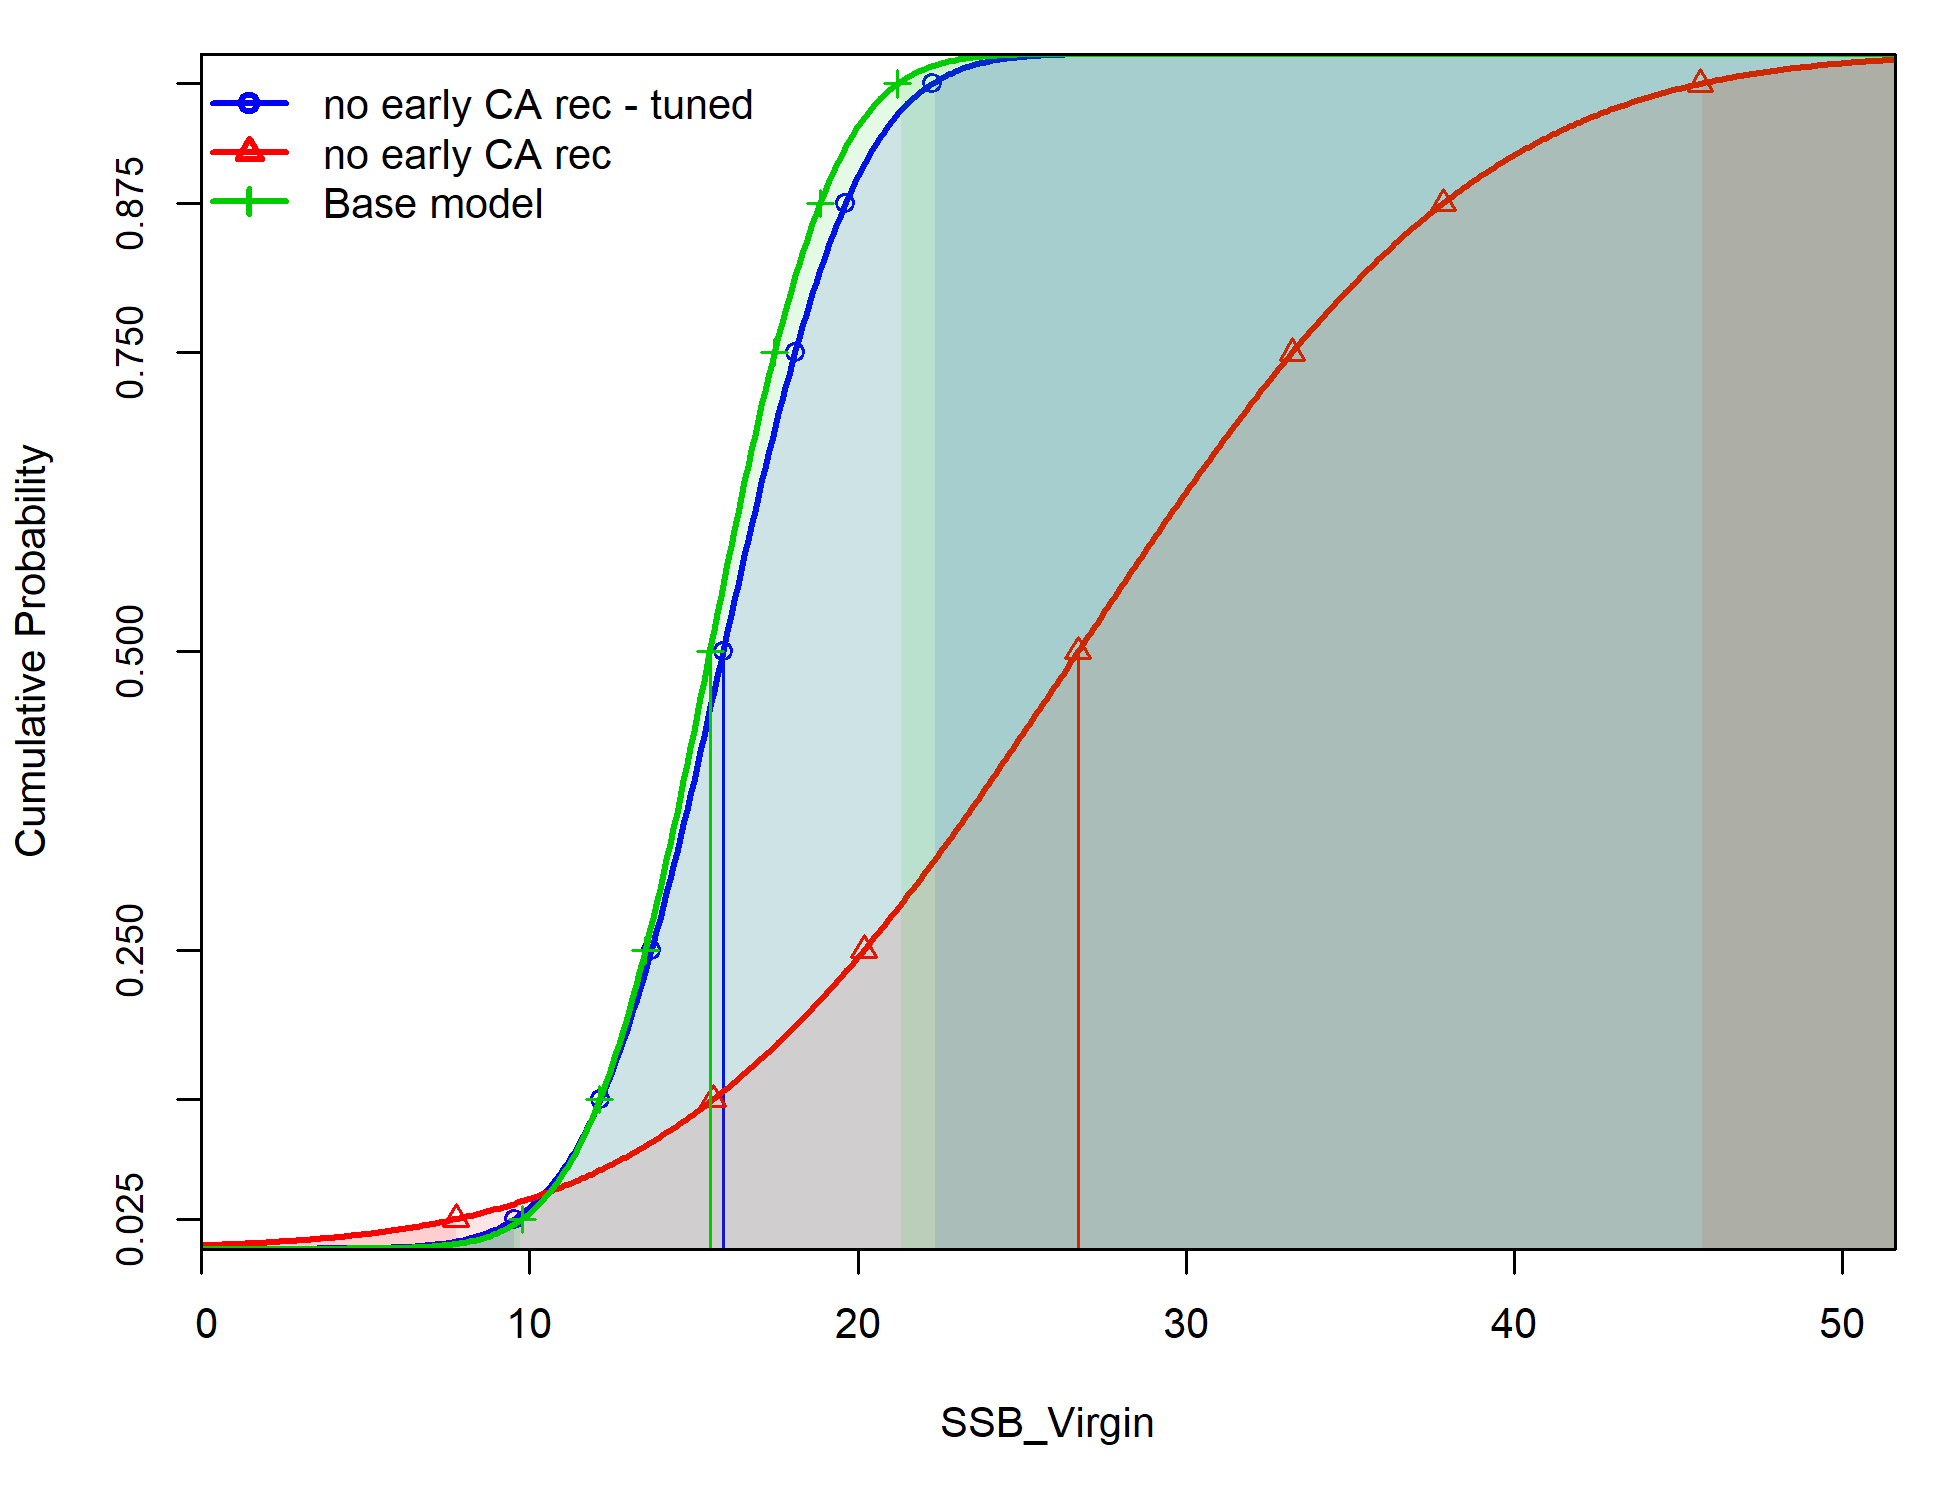 no early CA rec - tuned
no early CA rec
Base model
Cumulative Probability
0.875
0.750
0.500
0.250
0.025
0 10 20 30 40 50
SSB_Virgin